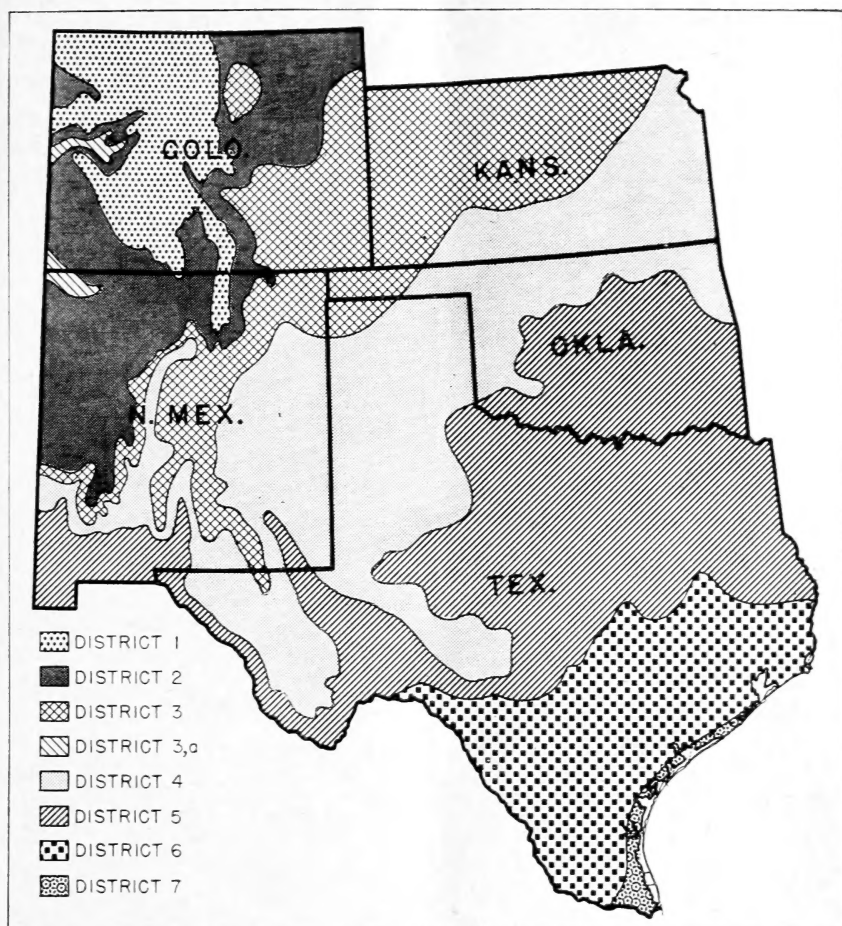 COLO.
KANS.
OKLA.
N. MEX.
TEX.
DISTRICT 1
DISTRICT 2
DISTRICT 3
DISTRICT 3,a
DISTRICT 4
DISTRICT 5
DISTRICT 6
DISTRICT 7